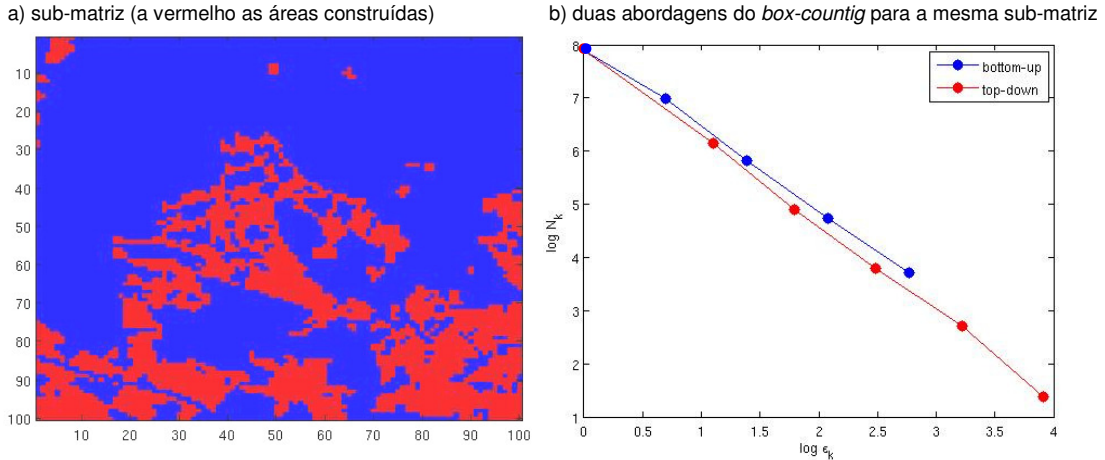 a) sub-matriz (a vermelho as áreas construídas)
b) duas abordagens do box-countig para a mesma sub-matriz
10
20
30
40
50
60
70
80
90
100
10 20 30 40 50 60 70 80 90 100
8
7
6
5
4
3
2
1
log N_k
bottom-up
top-down
0 0.5 1 1.5 2 2.5 3 3.5 4
log ϵ_k